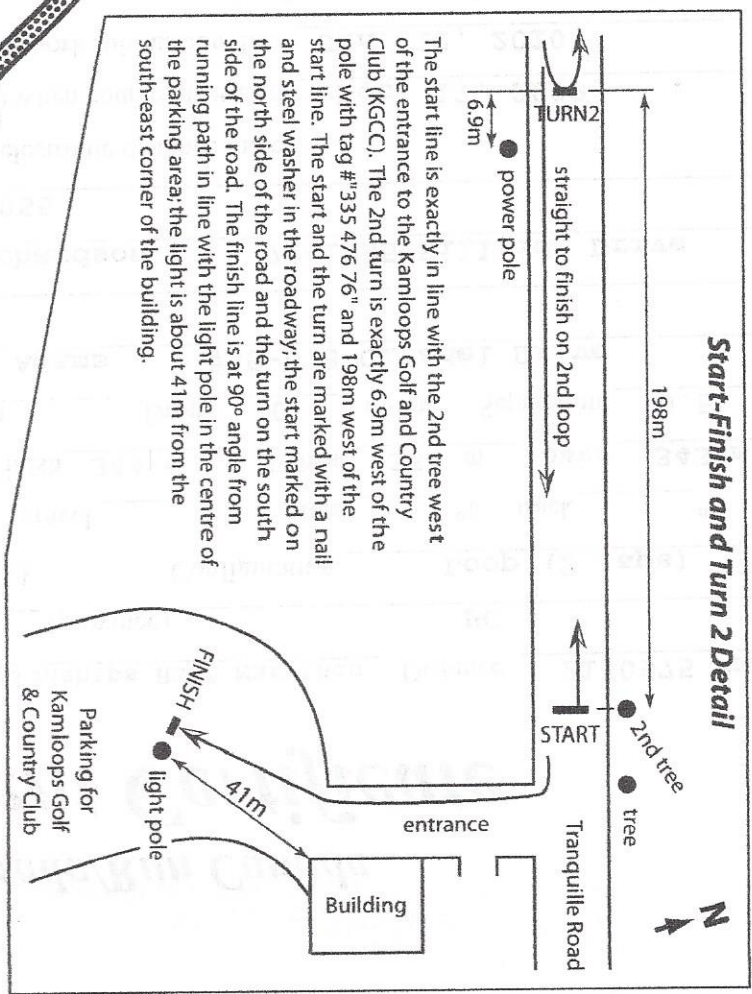 Start-Finish and Turn 2 Detail
N
198m
2nd tree
tree
START
Tranquille Road
straight to finish on 2nd loop
TURN2
6.9m
power pole
entrance
The start line is exactly in line with the 2nd tree west
of the entrance to the Kamloops Golf and Country
Club (KGCC). The 2nd turn is exactly 6.9m west of the
pole with tag #"335 476 76" and 198m west of the
start line. The start and the turn are marked with a nail
and steel washer in the roadway; the start marked on
the north side of the road and the turn on the south
side of the road. The finish line is at 90º angle from
running path in line with the light pole in the centre of
the parking area; the light is about 41m from the
south-east corner of the building.
Building
41m
FINISH
light pole
Parking for
Kamloops Golf
& Country Club